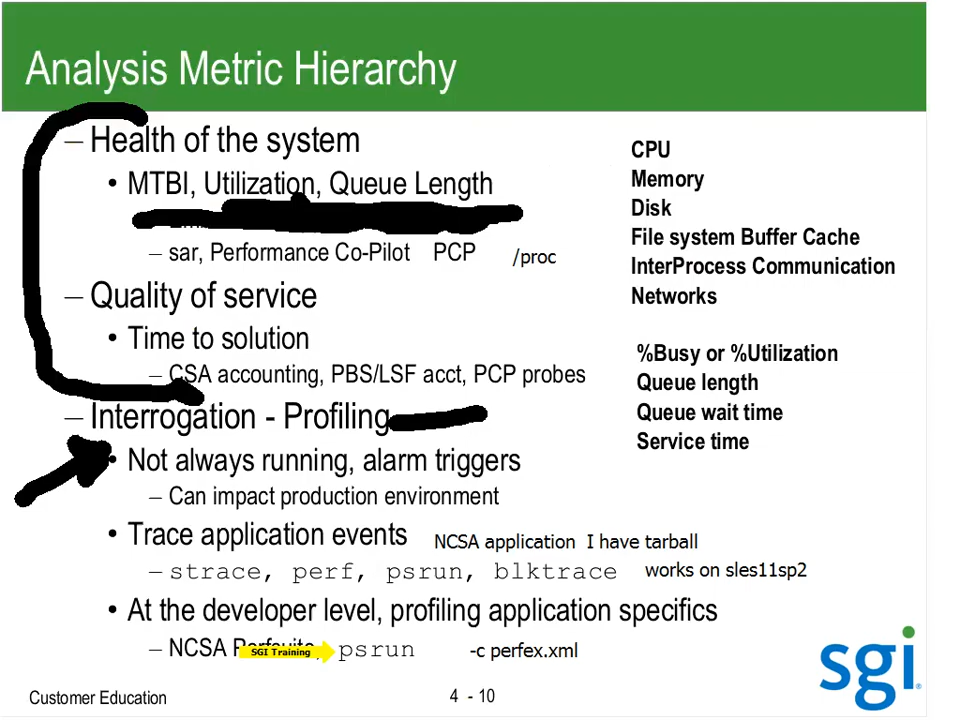 Analysis Metric Hierarchy
– Health of the system
• MTBI, Utilization, Queue Length
– sar, Performance Co-Pilot PCP /proc
– Quality of service
• Time to solution
– CSA accounting, PBS/LSF acct, PCP probes
– Interrogation - Profiling
• Not always running, alarm triggers
– Can impact production environment
• Trace application events NCSA application I have tarball
– strace, perf, psrun, blktrace works on sles11sp2
• At the developer level, profiling application specifics
– NCSA psrun -c perfex.xml
SGI Training
CPU
Memory
Disk
File system Buffer Cache
InterProcess Communication
Networks
%Busy or %Utilization
Queue length
Queue wait time
Service time
Customer Education
4 - 10
sgi